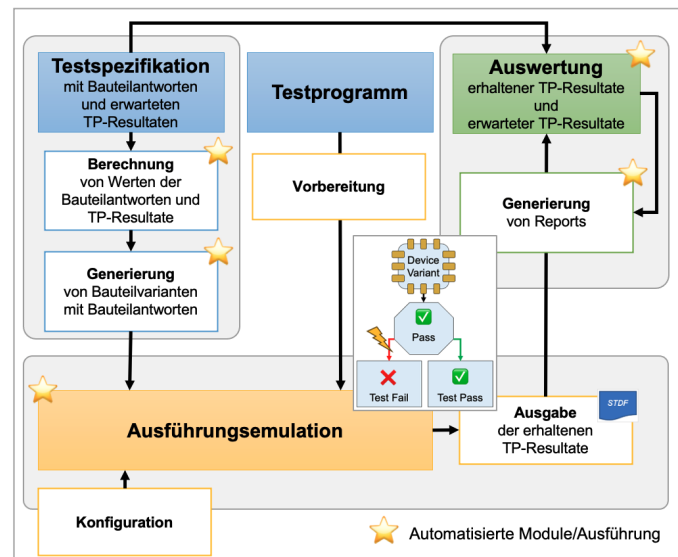 Testspezifikation
mit Bauteilantworten
und erwarteten
TP-Resultaten
Berechnung
von Werten der
Bauteilantworten und
TP-Resultate
Generierung
von Bauteilvarianten
mit Bauteilantworten
Testprogramm
Vorbereitung
Auswertung
erhaltener TP-Resultate
und
erwarteter TP-Resultate
Generierung
von Reports
Device
Variant
Pass
Test Fail
Test Pass
Ausführungsemulation
Ausgabe
der erhaltenen
TP-Resultate
STDF
Konfiguration
Automatisierte Module/Ausführung